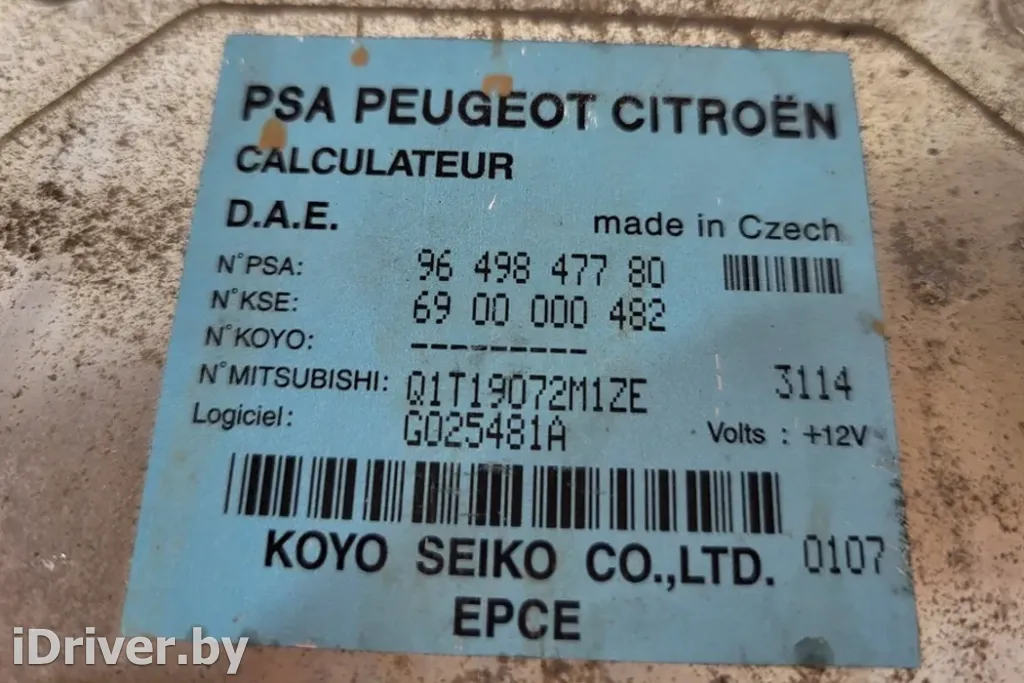 PSA PEUGEOT CITROËN
CALCULATEUR
D.A.E. made in Czech
N°PSA: 96 498 477 80
N°KSE: 69 00 000 482
N°KOYO: ----------
N°MITSUBISHI: Q1T19072M1ZE 3114
Logiciel: G025481A Volts : +12V
KOYO SEIKO CO.,LTD. 0107
EPCE
iDriver.by